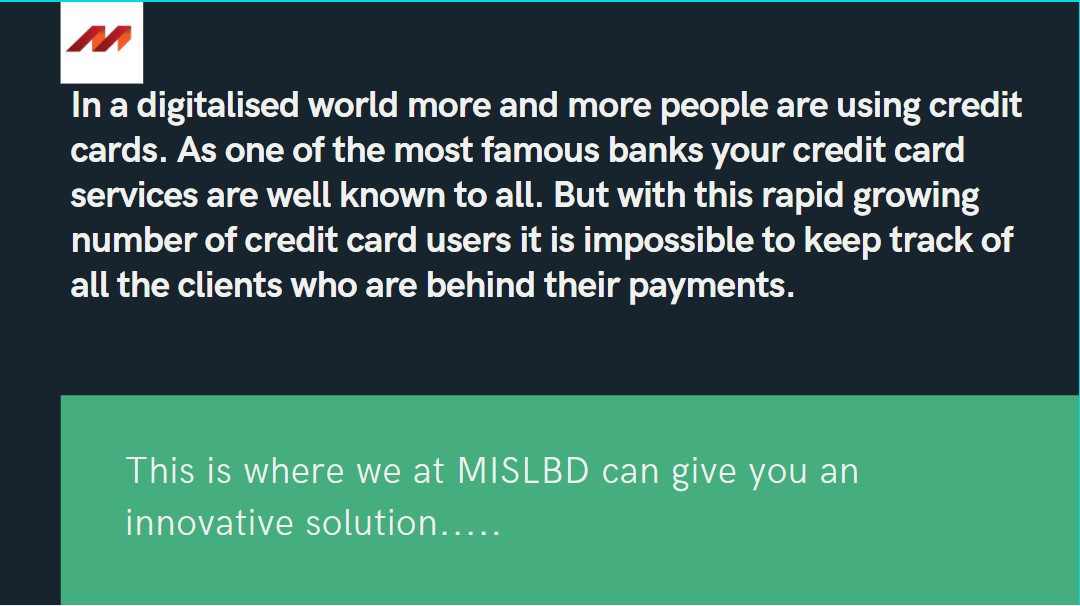 In a digitalised world more and more people are using credit
cards. As one of the most famous banks your credit card
services are well known to all. But with this rapid growing
number of credit card users it is impossible to keep track of
all the clients who are behind their payments.
This is where we at MISLBD can give you an
innovative solution.....